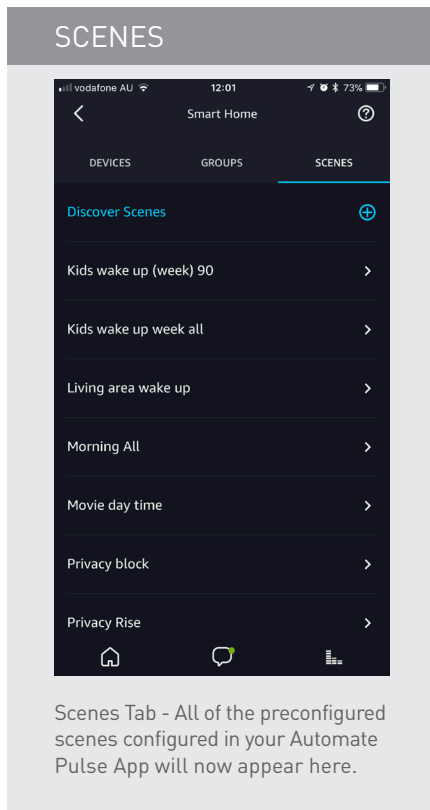 SCENES
vodafone AU 12:01 73%
Smart Home
DEVICES GROUPS SCENES
Discover Scenes
Kids wake up (week) 90
Kids wake up week all
Living area wake up
Morning All
Movie day time
Privacy block
Privacy Rise
Scenes Tab - All of the preconfigured
scenes configured in your Automate
Pulse App will now appear here.